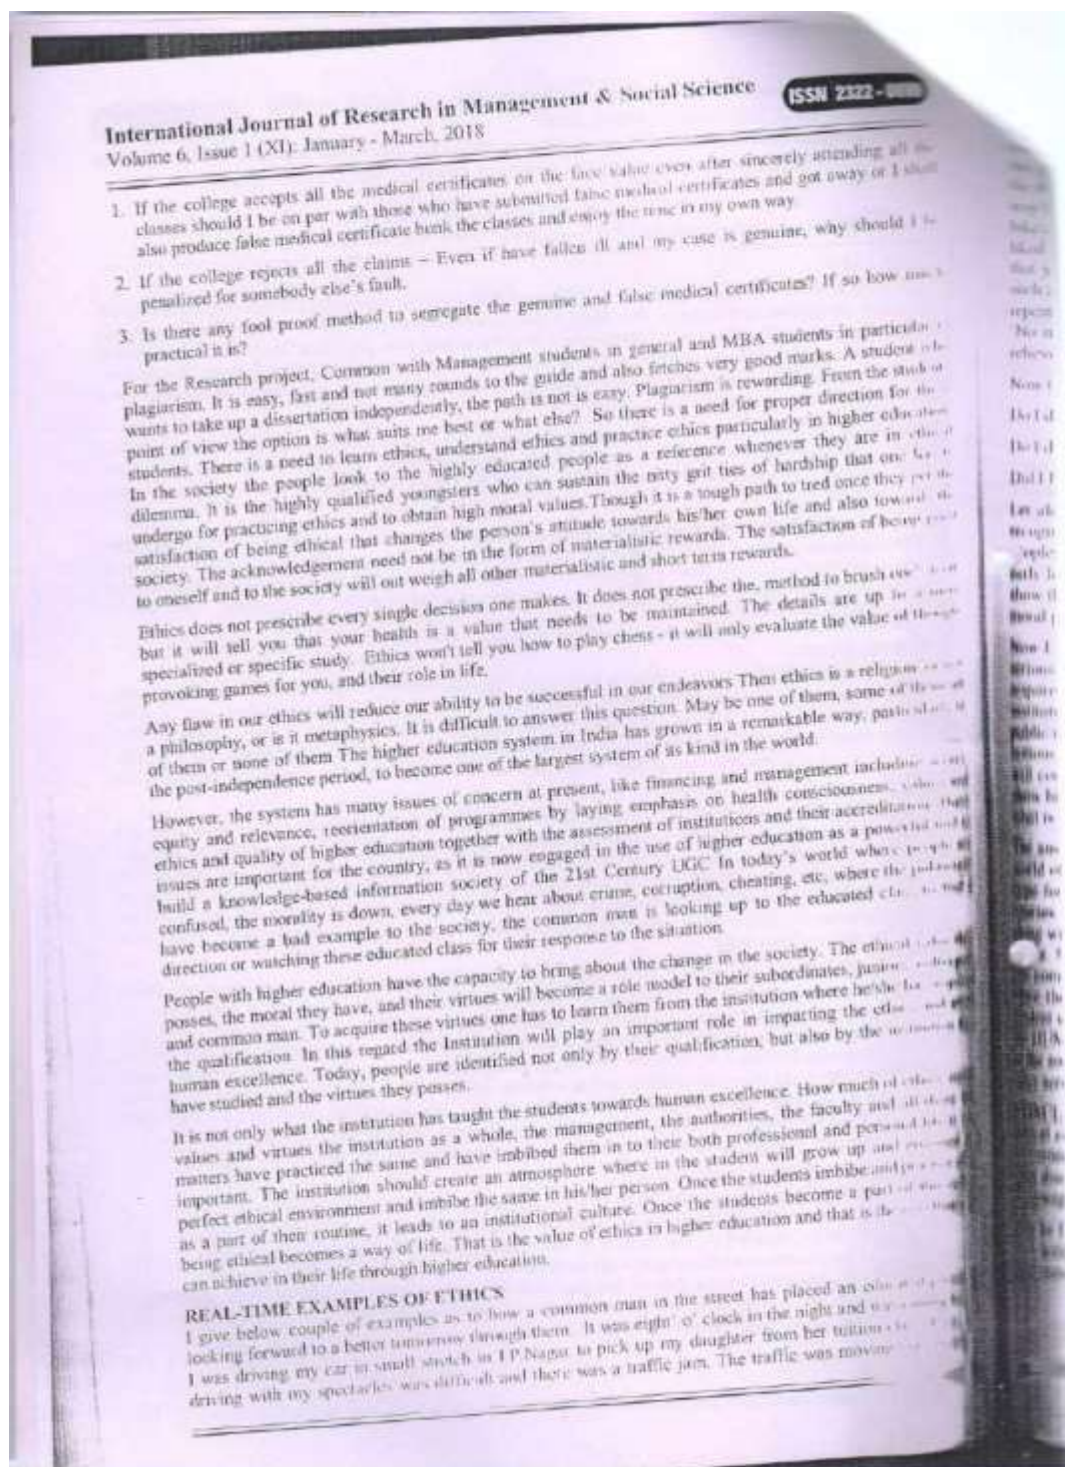 International Journal of Research in Management & Social Science
ISSN 2322 -
Volume 6, Issue 1 (XI): January - March, 2018
1. If the college accepts all the medical certificates on the face value even after sincerely attending all
classes should I be on par with those who have submitted false medical certificates and got away or I
also produce false medical certificate bunk the classes and enjoy the time in my own way.
2. If the college rejects all the claims – Even if have fallen ill and my case is genuine, why should I
penalized for somebody else's fault.
3. Is there any fool proof method to segregate the genuine and false medical certificates? If so how
practical it is?
For the Research project, Common with Management students in general and MBA students in particular
plagiarism. It is easy, fast and not many rounds to the guide and also fetches very good marks. A student
wants to take up a dissertation independently, the path is not is easy. Plagiarism is rewarding. From the student
point of view the option is what suits me best or what else? So there is a need for proper direction for the
students. There is a need to learn ethics, understand ethics and practice ethics particularly in higher education
In the society the people look to the highly educated people as a reference whenever they are in
dilemma. It is the highly qualified youngsters who can sustain the nitty grit ties of hardship that one
undergo for practicing ethics and to obtain high moral values.Though it is a tough path to tred once they
satisfaction of being ethical that changes the person's attitude towards his/her own life and also toward
society. The acknowledgement need not be in the form of materialistic rewards. The satisfaction of being
to oneself and to the society will out weigh all other materialistic and short term rewards.
Ethics does not prescribe every single decision one makes. It does not prescribe the, method to brush
but it will tell you that your health is a value that needs to be maintained. The details are up
specialized or specific study. Ethics won't tell you how to play chess - it will only evaluate the value of
provoking games for you, and their role in life.
Any flaw in our ethics will reduce our ability to be successful in our endeavors Then ethics is a religion
a philosophy, or is it metaphysics. It is difficult to answer this question. May be one of them, some of
of them or none of them The higher education system in India has grown in a remarkable way,
the post-independence period, to become one of the largest system of its kind in the world.
However, the system has many issues of concern at present, like financing and management including
equity and relevance, reorientation of programmes by laying emphasis on health consciousness,
ethics and quality of higher education together with the assessment of institutions and their accreditation
issues are important for the country, as it is now engaged in the use of higher education as a powerful
build a knowledge-based information society of the 21st Century UGC In today's world where
confused, the morality is down, every day we hear about crime, corruption, cheating, etc, where the
have become a bad example to the society, the common man is looking up to the educated
direction or watching these educated class for their response to the situation.
People with higher education have the capacity to bring about the change in the society. The ethical
posses, the moral they have, and their virtues will become a role model to their subordinates,
and common man. To acquire these virtues one has to learn them from the institution where he/she
the qualification. In this regard the Institution will play an important role in impacting the
human excellence. Today, people are identified not only by their qualification, but also by the
have studied and the virtues they posses.
It is not only what the institution has taught the students towards human excellence. How much of
values and virtues the institution as a whole, the management, the authorities, the faculty and all
matters have practiced the same and have imbibed them in to their both professional and personal
important. The institution should create an atmosphere where in the student will grow up
perfect ethical environment and imbibe the same in his/her person. Once the students imbibe and
as a part of their routine, it leads to an institutional culture. Once the students become a part
being ethical becomes a way of life. That is the value of ethics in higher education and that is
can achieve in their life through higher education.
REAL-TIME EXAMPLES OF ETHICS
I give below couple of examples as to how a common man in the street has placed an
looking forward to a better tomorrow through them. It was eight o' clock in the night and
I was driving my car in small stretch in J.P.Nagar to pick up my daughter from her tuition
driving with my spectacles was difficult and there was a traffic jam. The traffic was moving